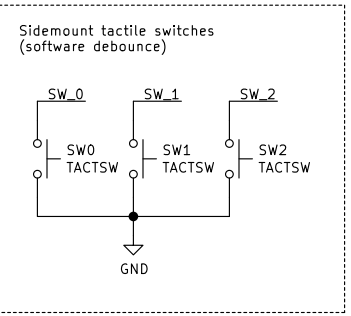 Sidemount tactile switches
(software debounce)
SW_0 SW_1 SW_2
SW0 SW1 SW2
TACTSW TACTSW TACTSW
GND